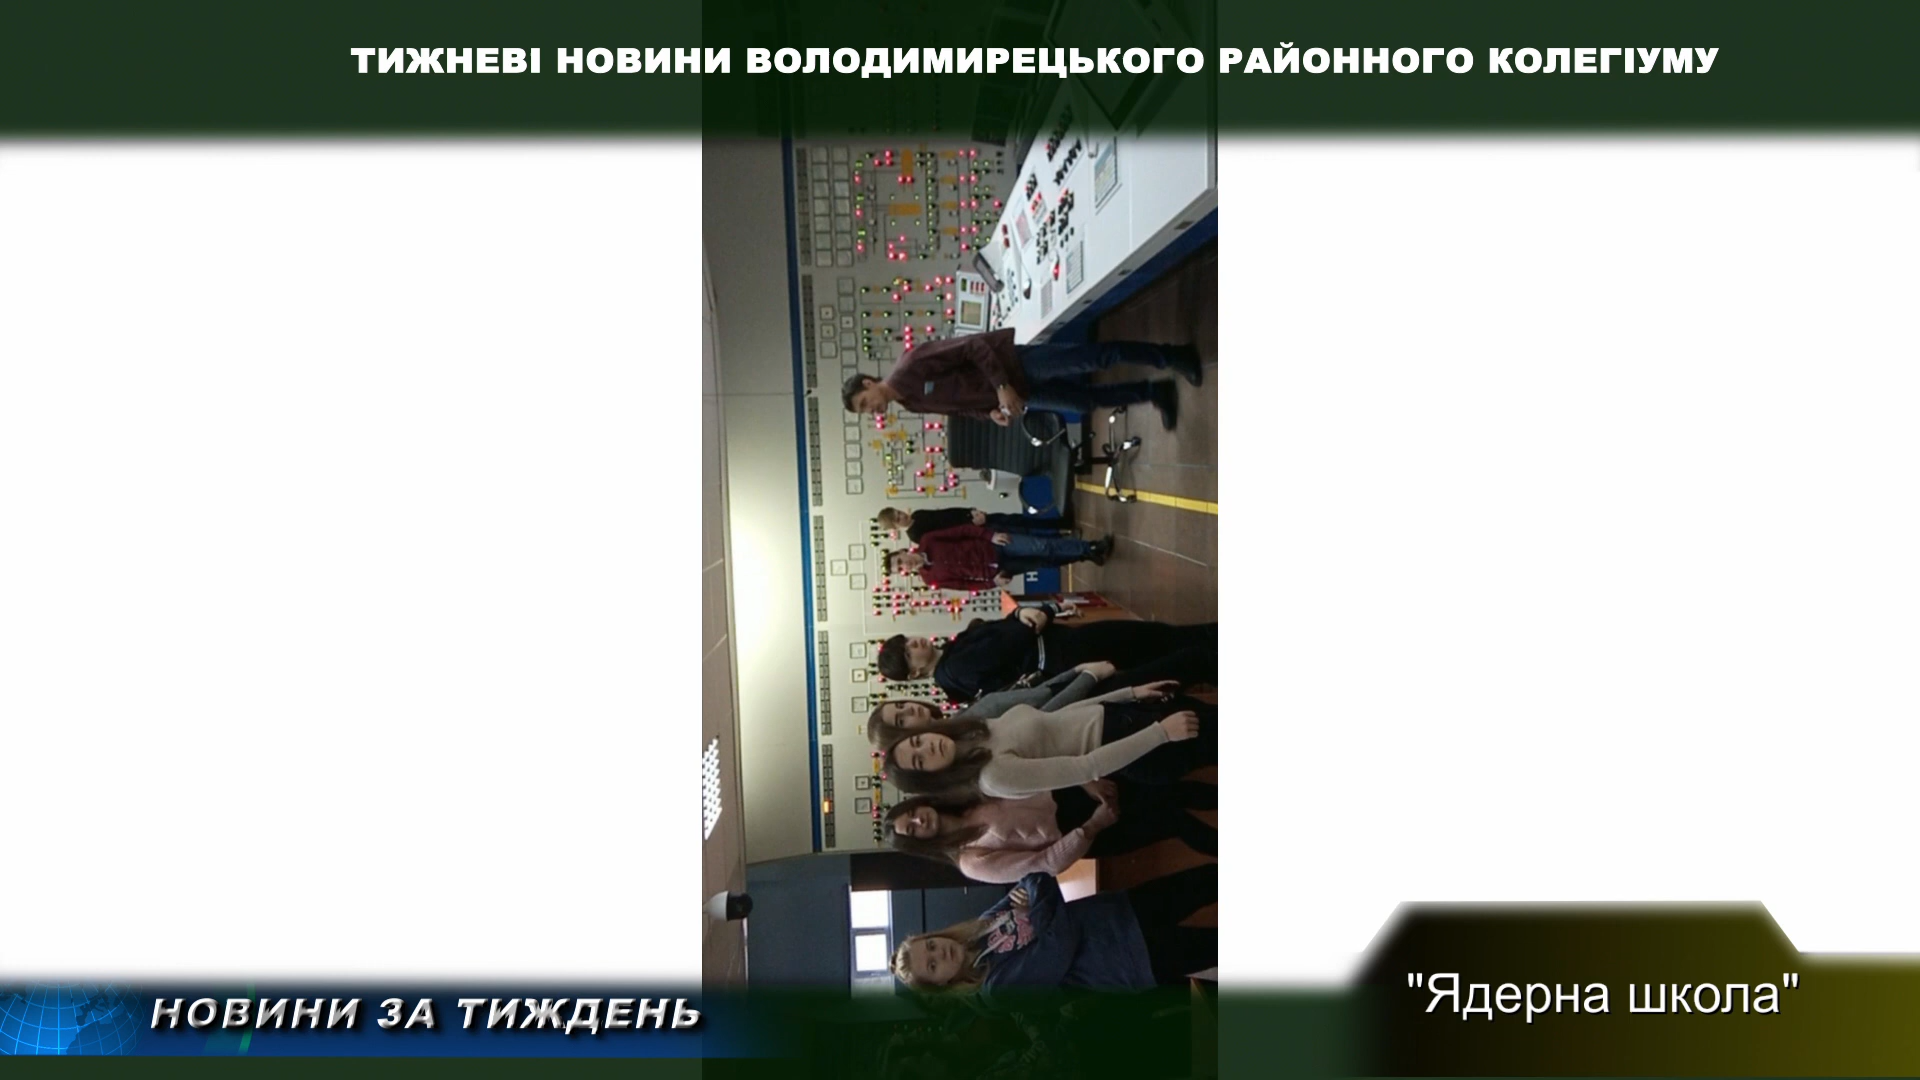 ТИЖНЕВІ НОВИНИ ВОЛОДИМИРЕЦЬКОГО РАЙОННОГО КОЛЕГІУМУ
НОВИНИ ЗА ТИЖДЕНЬ
"Ядерна школа"